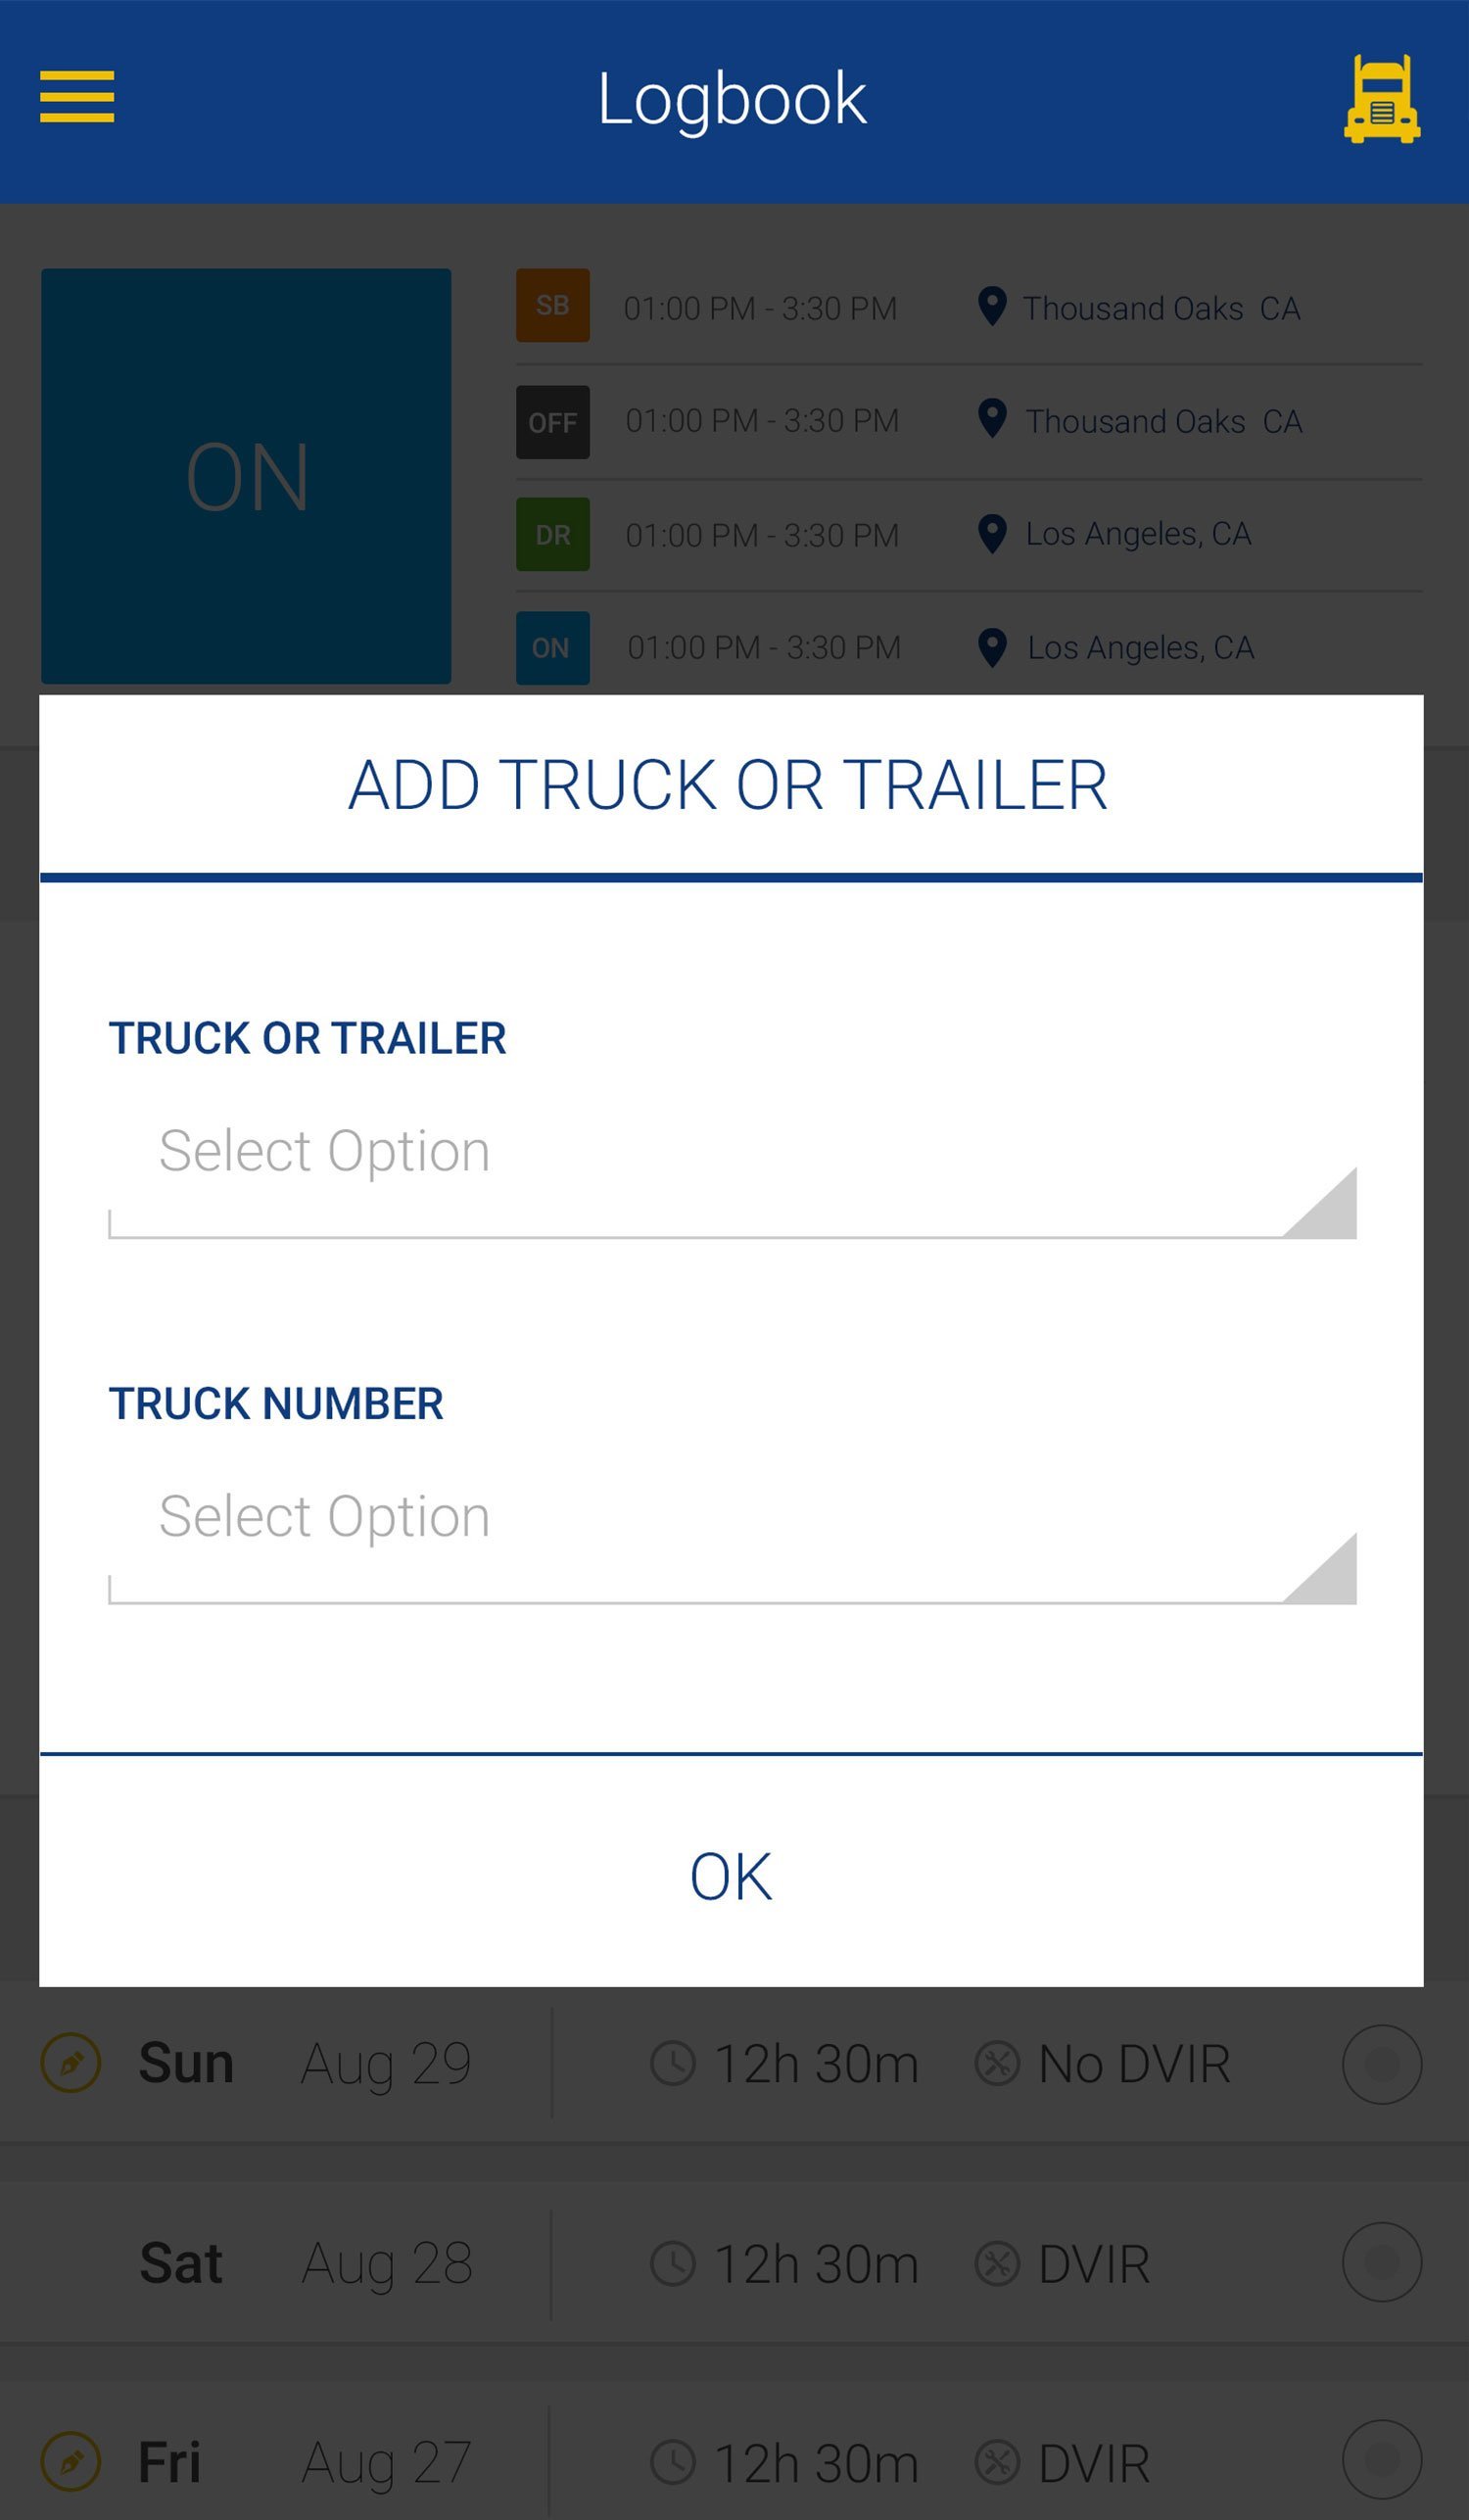 Logbook
ON
SB 01:00 PM - 3:30 PM Thousand Oaks CA
OFF 01:00 PM - 3:30 PM Thousand Oaks CA
DR 01:00 PM - 3:30 PM Los Angeles, CA
ON 01:00 PM - 3:30 PM Los Angeles, CA
ADD TRUCK OR TRAILER
TRUCK OR TRAILER
Select Option
TRUCK NUMBER
Select Option
OK
Sun Aug 29 12h 30m No DVIR
Sat Aug 28 12h 30m DVIR
Fri Aug 27 12h 30m DVIR